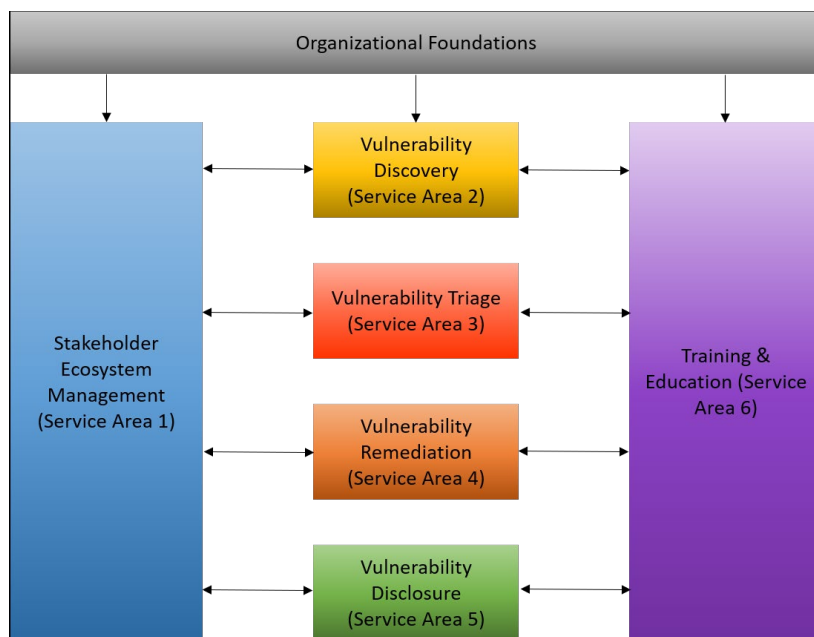 Organizational Foundations
Vulnerability
Discovery
(Service Area 2)
Vulnerability Triage
(Service Area 3)
Stakeholder
Ecosystem
Management
(Service Area 1)
Training &
Education (Service
Area 6)
Vulnerability
Remediation
(Service Area 4)
Vulnerability
Disclosure
(Service Area 5)